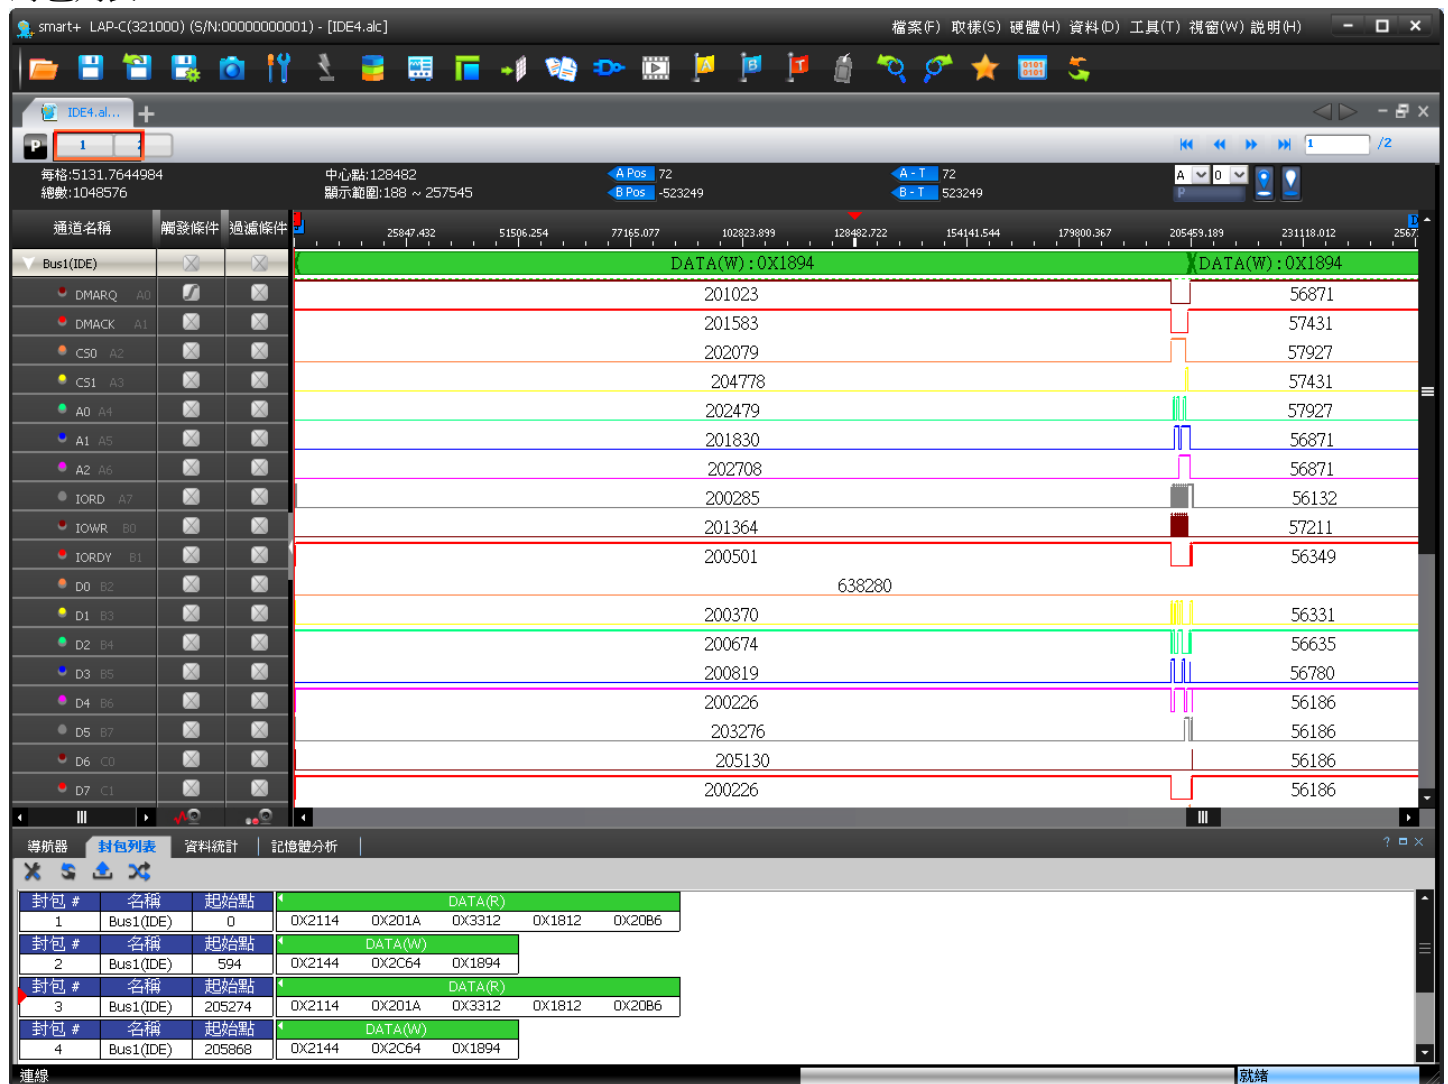 smart+ LAP-C(321000) (S/N:00000000001) - [IDE4.alc] 檔案(F) 取樣(S) 硬體(H) 資料(D) 工具(T) 視窗(W) 說明(H)
IDE4.al...
P 1 2 1 /2
每格:5131.7644984 中心點:128482 A Pos 72 A - T 72 A 0
總數:1048576 顯示範圍:188 ~ 257545 B Pos -523249 B - T 523249 P
通道名稱 觸發條件 過濾條件 25847.432 51506.254 77165.077 102823.899 128482.722 154141.544 179800.367 205459.189 231118.012 2567
Bus1(IDE) DATA(W):0X1894 DATA(W):0X1894
DMARQ A0 201023 56871
DMACK A1 201583 57431
CS0 A2 202079 57927
CS1 A3 204778 57431
A0 A4 202479 57927
A1 A5 201830 56871
A2 A6 202708 56871
IORD A7 200285 56132
IOWR B0 201364 57211
IORDY B1 200501 56349
D0 B2 638280
D1 B3 200370 56331
D2 B4 200674 56635
D3 B5 200819 56780
D4 B6 200226 56186
D5 B7 203276 56186
D6 C0 205130 56186
D7 C1 200226 56186
導航器 封包列表 資料統計 記憶體分析
封包 # 名稱 起始點 DATA(R)
1 Bus1(IDE) 0 0X2114 0X201A 0X3312 0X1812 0X20B6
封包 # 名稱 起始點 DATA(W)
2 Bus1(IDE) 594 0X2144 0X2C64 0X1894
封包 # 名稱 起始點 DATA(R)
3 Bus1(IDE) 205274 0X2114 0X201A 0X3312 0X1812 0X20B6
封包 # 名稱 起始點 DATA(W)
4 Bus1(IDE) 205868 0X2144 0X2C64 0X1894
連線 就緒